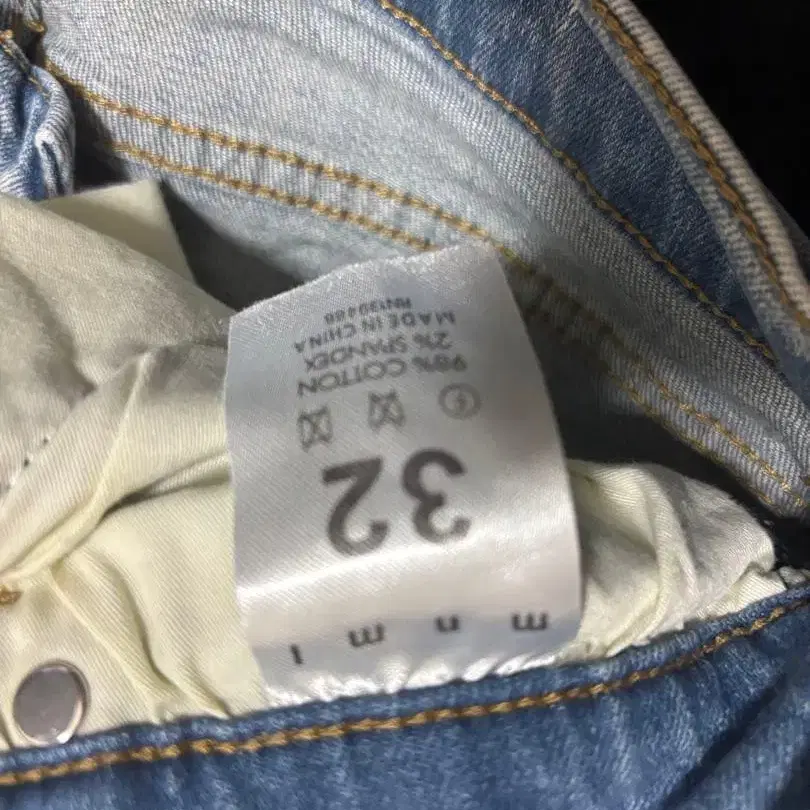 mnml
32
98% COTTON
2% SPANDEX
MADE IN CHINA